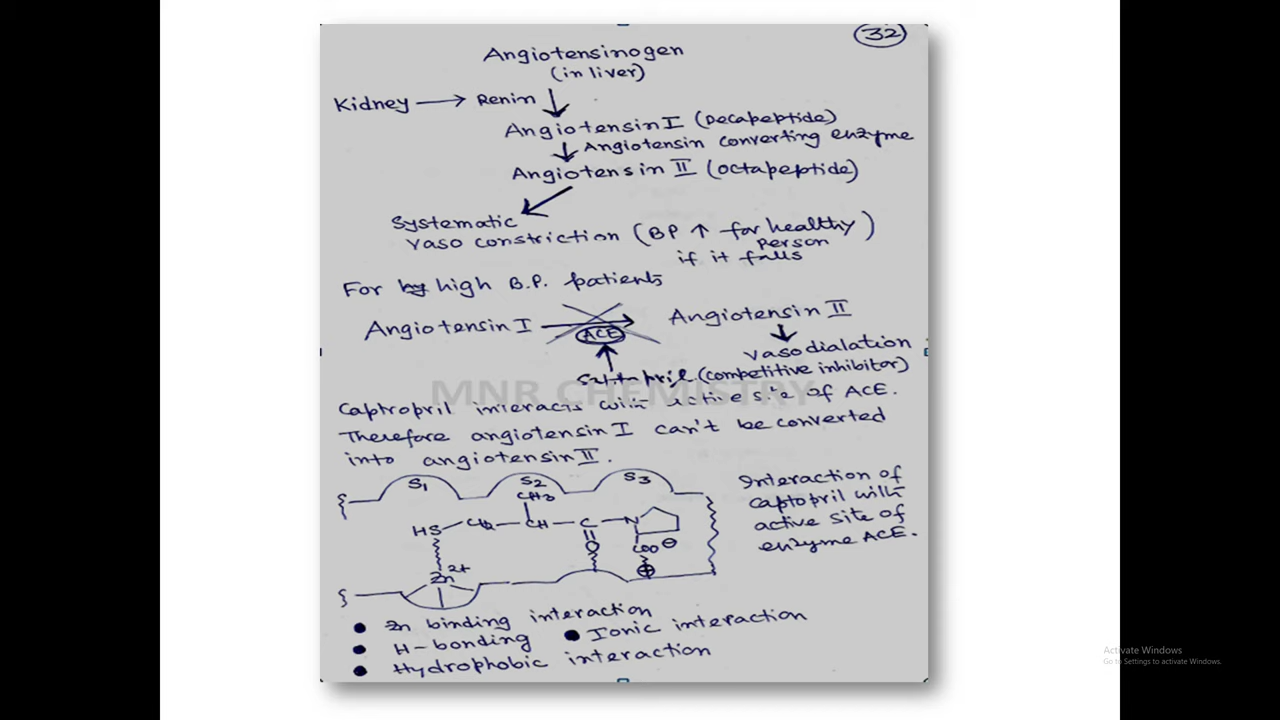 32
Angiotensinogen
(in liver)
Kidney → Renin ↓
Angiotensin I (Decapeptide)
↓ Angiotensin converting enzyme
Angiotensin II (octapeptide)
Systematic
vaso constriction (BP ↑ for healthy)
person
if it falls
For high B.P. patients
Angiotensin I → Angiotensin II
ACE
vasodialation
(competitive inhibitor)
MNR CHEMISTRY
Captropril interacts with active site of ACE.
Therefore angiotensin I can't be converted
into angiotensin II.
S1 S2 S3
CH3
HS CH2 CH C N
O COO ⊖
⊕
Zn2+
Interaction of
captopril with
active site of
enzyme ACE.
• Zn binding interaction
• H-bonding • Ionic interaction
• Hydrophobic interaction
Activate Windows
Go to Settings to activate Windows.